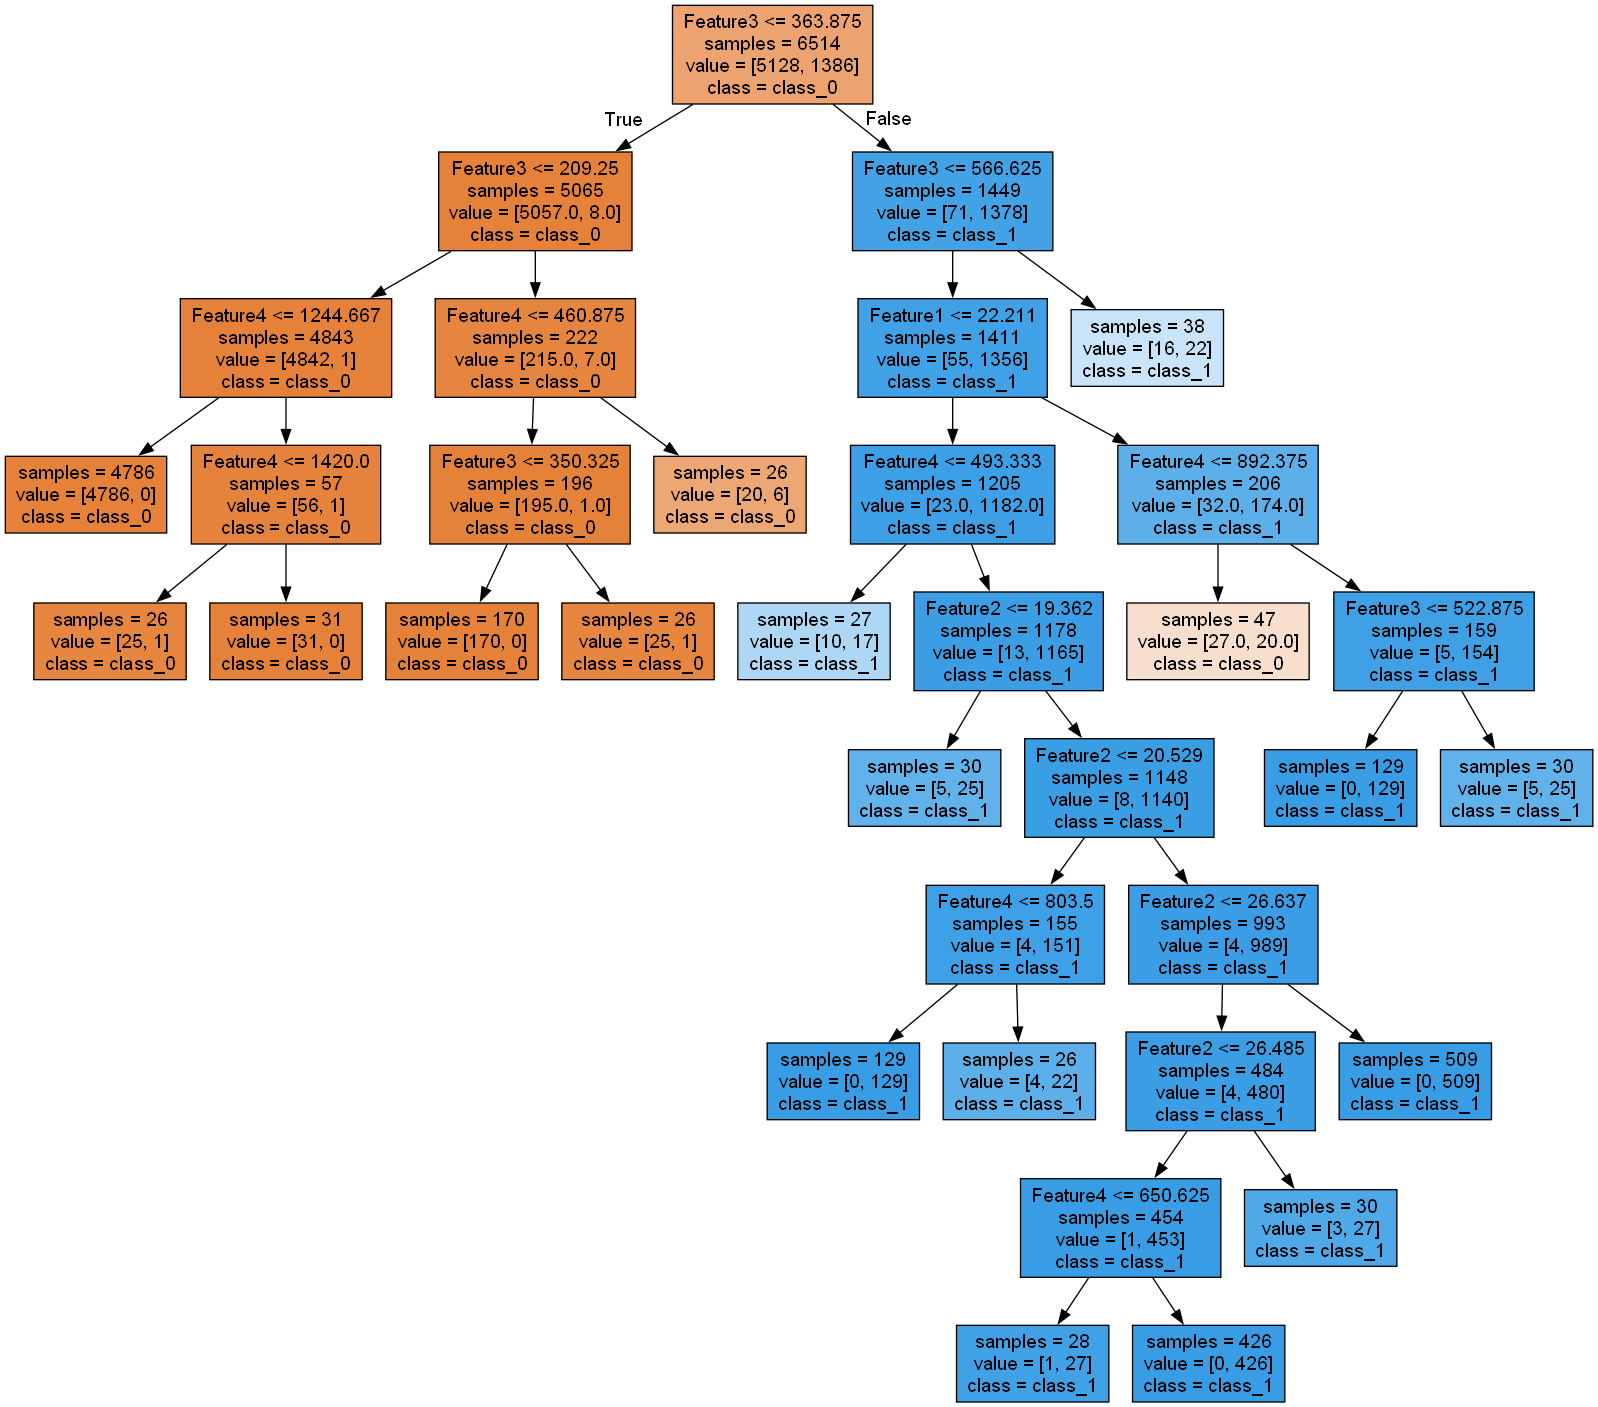 Feature3 <= 363.875
samples = 6514
value = [5128, 1386]
class = class_0
True
False
Feature3 <= 209.25
samples = 5065
value = [5057.0, 8.0]
class = class_0
Feature3 <= 566.625
samples = 1449
value = [71, 1378]
class = class_1
Feature4 <= 1244.667
samples = 4843
value = [4842, 1]
class = class_0
Feature4 <= 460.875
samples = 222
value = [215.0, 7.0]
class = class_0
Feature1 <= 22.211
samples = 1411
value = [55, 1356]
class = class_1
samples = 38
value = [16, 22]
class = class_1
samples = 4786
value = [4786, 0]
class = class_0
Feature4 <= 1420.0
samples = 57
value = [56, 1]
class = class_0
Feature3 <= 350.325
samples = 196
value = [195.0, 1.0]
class = class_0
samples = 26
value = [20, 6]
class = class_0
Feature4 <= 493.333
samples = 1205
value = [23.0, 1182.0]
class = class_1
Feature4 <= 892.375
samples = 206
value = [32.0, 174.0]
class = class_1
samples = 26
value = [25, 1]
class = class_0
samples = 31
value = [31, 0]
class = class_0
samples = 170
value = [170, 0]
class = class_0
samples = 26
value = [25, 1]
class = class_0
samples = 27
value = [10, 17]
class = class_1
Feature2 <= 19.362
samples = 1178
value = [13, 1165]
class = class_1
samples = 47
value = [27.0, 20.0]
class = class_0
Feature3 <= 522.875
samples = 159
value = [5, 154]
class = class_1
samples = 30
value = [5, 25]
class = class_1
Feature2 <= 20.529
samples = 1148
value = [8, 1140]
class = class_1
samples = 129
value = [0, 129]
class = class_1
samples = 30
value = [5, 25]
class = class_1
Feature4 <= 803.5
samples = 155
value = [4, 151]
class = class_1
Feature2 <= 26.637
samples = 993
value = [4, 989]
class = class_1
samples = 129
value = [0, 129]
class = class_1
samples = 26
value = [4, 22]
class = class_1
Feature2 <= 26.485
samples = 484
value = [4, 480]
class = class_1
samples = 509
value = [0, 509]
class = class_1
Feature4 <= 650.625
samples = 454
value = [1, 453]
class = class_1
samples = 30
value = [3, 27]
class = class_1
samples = 28
value = [1, 27]
class = class_1
samples = 426
value = [0, 426]
class = class_1